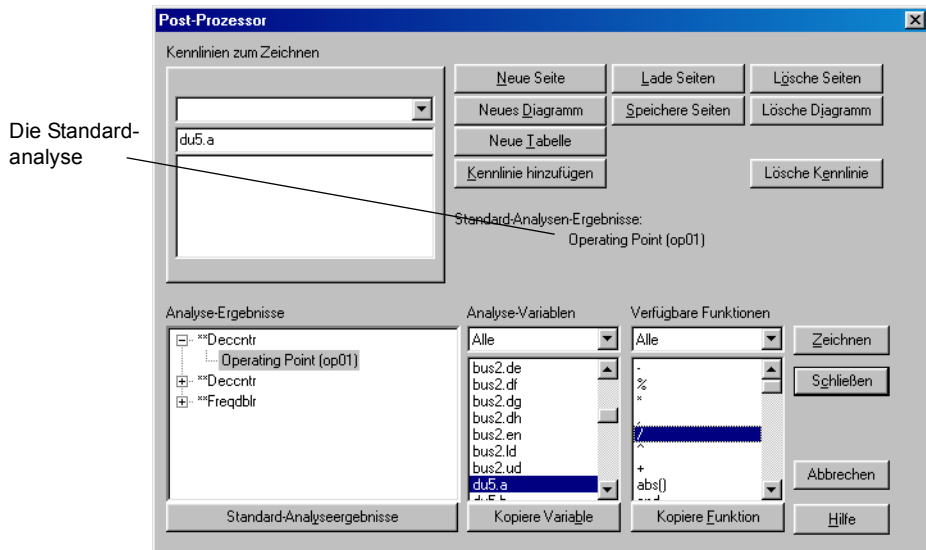 Post-Prozessor
Kennlinien zum Zeichnen
Neue Seite
Lade Seiten
Lösche Seiten
Neues Diagramm
Speichere Seiten
Lösche Diagramm
Die Standard-
analyse
du5.a
Neue Tabelle
Kennlinie hinzufügen
Lösche Kennlinie
Standard-Analysen-Ergebnisse:
Operating Point (op01)
Analyse-Ergebnisse
**Deccntr
Operating Point (op01)
**Deccntr
**Freqdblr
Standard-Analyseergebnisse
Analyse-Variablen
Alle
bus2.de
bus2.df
bus2.dg
bus2.dh
bus2.en
bus2.ld
bus2.ud
du5.a
Kopiere Variable
Verfügbare Funktionen
Alle
-
%
*
,
/
^
+
abs()
Kopiere Funktion
Zeichnen
Schließen
Abbrechen
Hilfe